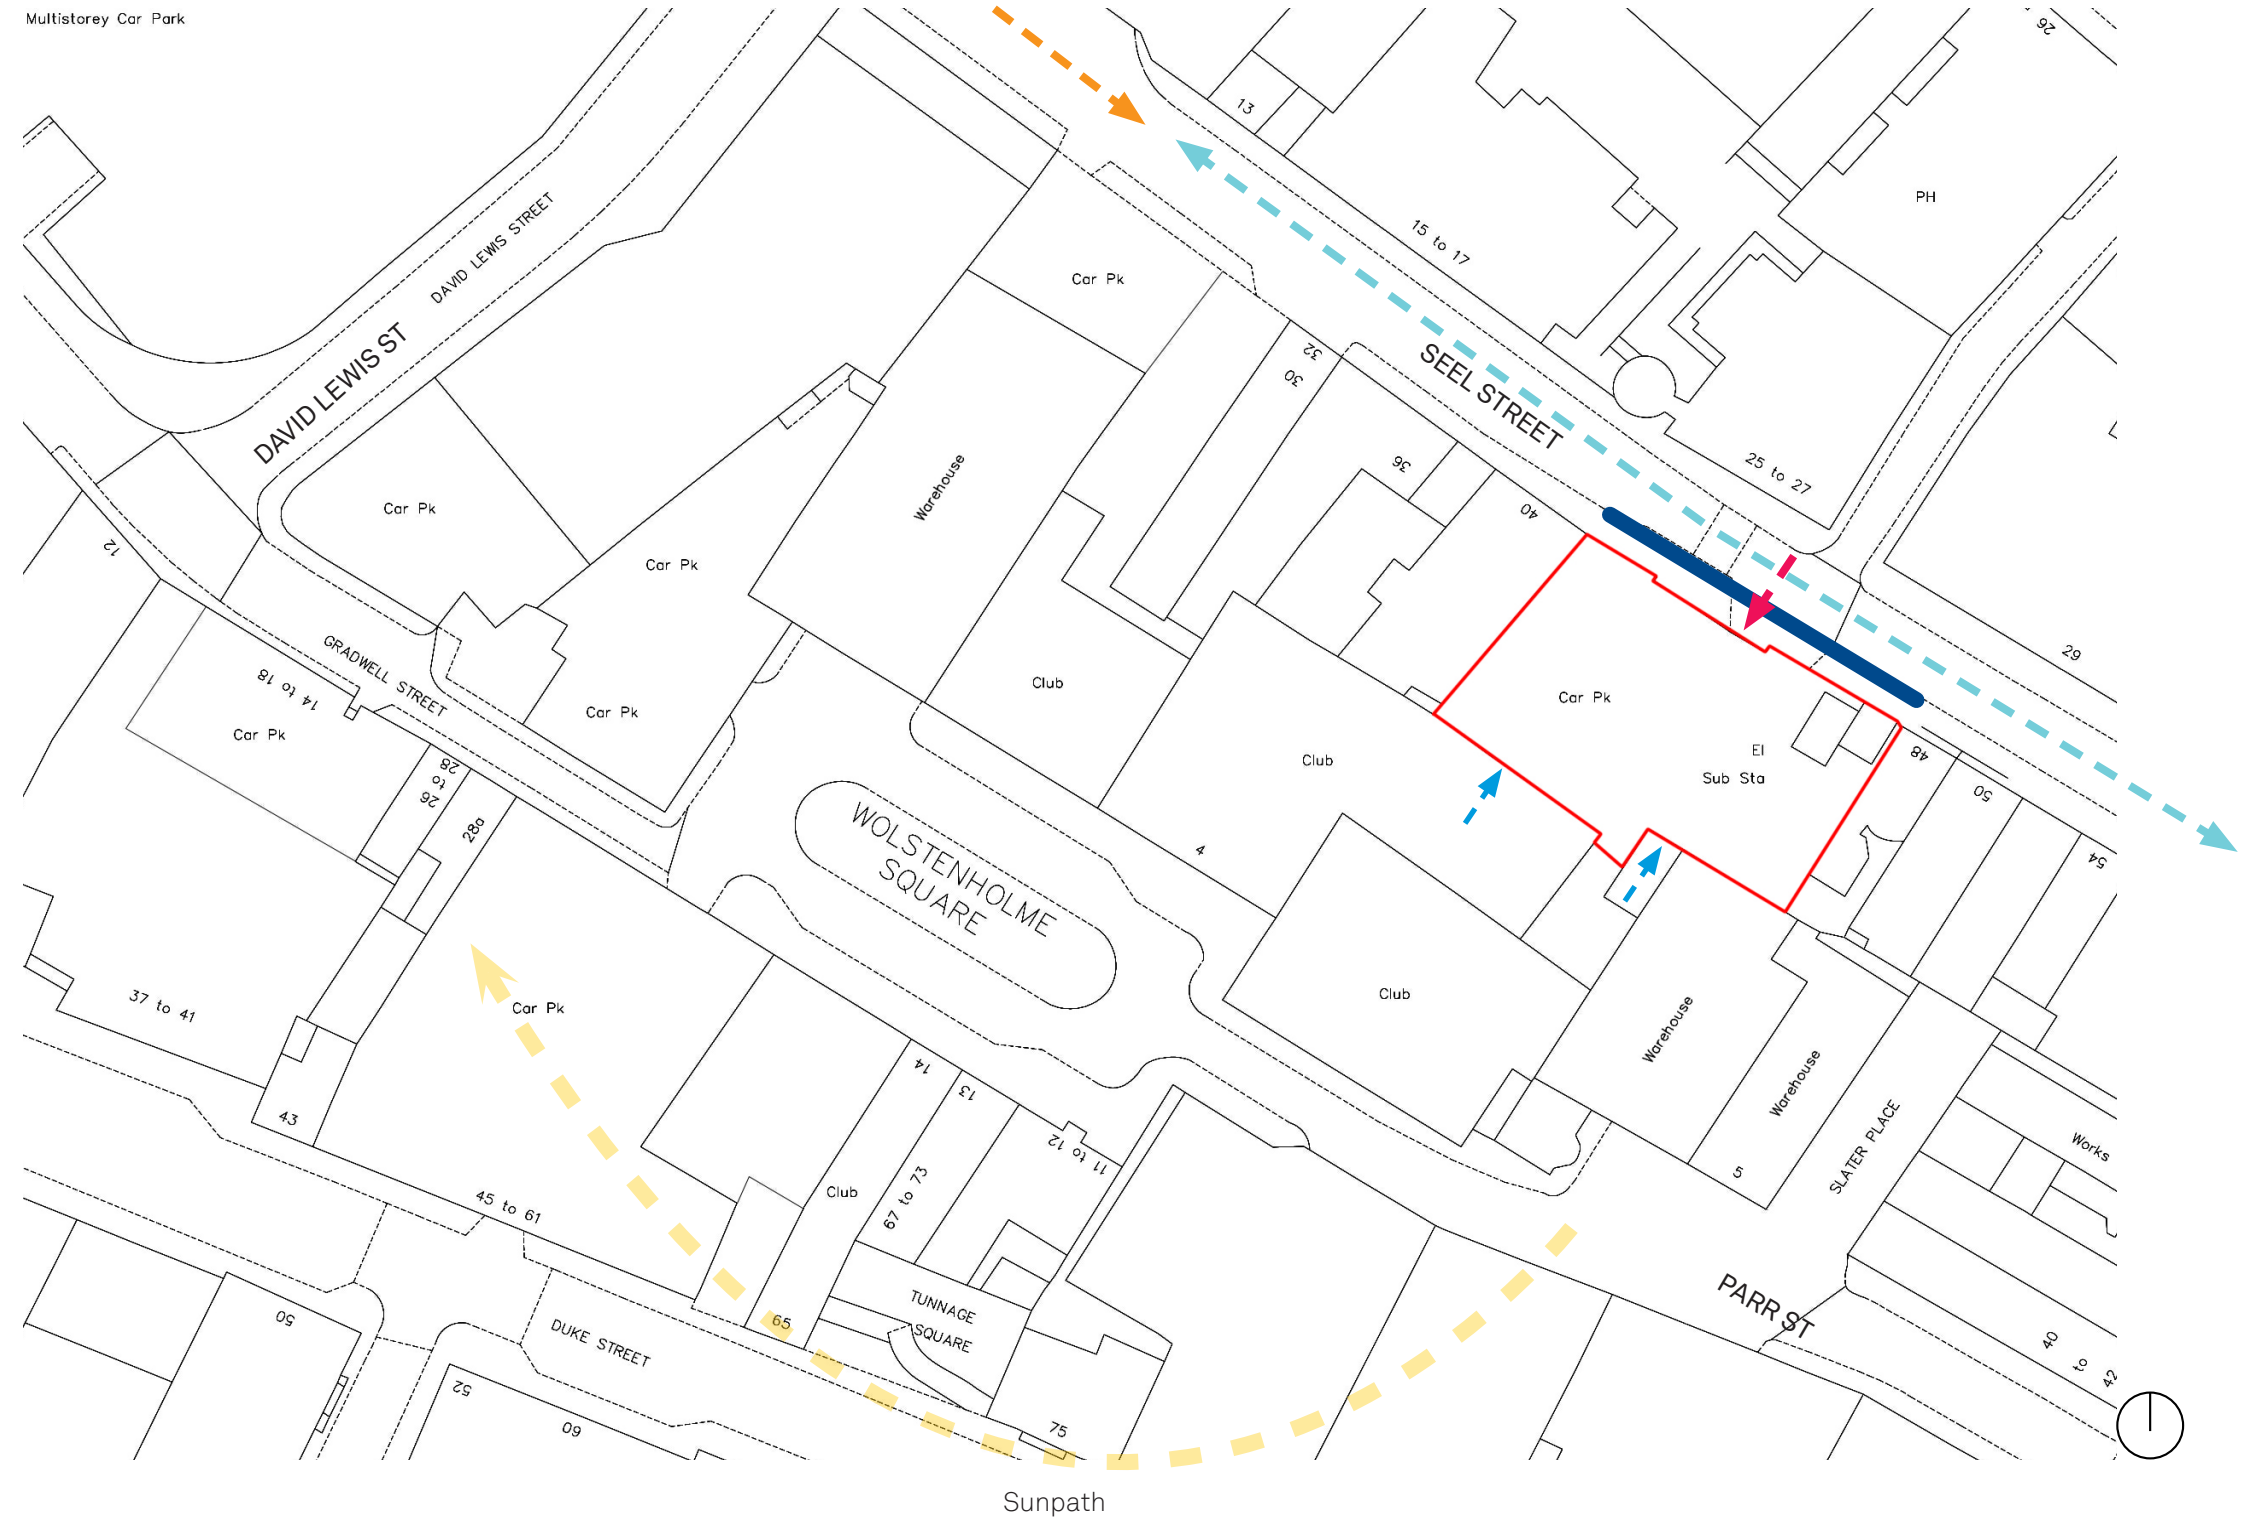 Multistorey Car Park
26
13
DAVID LEWIS STREET
PH
15 to 17
Car Pk
DAVID LEWIS ST
32
30
SEEL STREET
36
25 to 27
Warehouse
Car Pk
40
12
Car Pk
GRADWELL STREET
29
14 to 18
Club
Car Pk
Car Pk
Car Pk
El
Sub Sta
48
Club
26 to 28
50
28a
WOLSTENHOLME
SQUARE
4
54
Club
Car Pk
37 to 41
Warehouse
14
13
Warehouse
43
11 to 12
SLATER PLACE
Works
5
Club
67 to 73
45 to 61
PARR ST
TUNNAGE
SQUARE
50
65
DUKE STREET
40
to
42
52
60
75
Sunpath